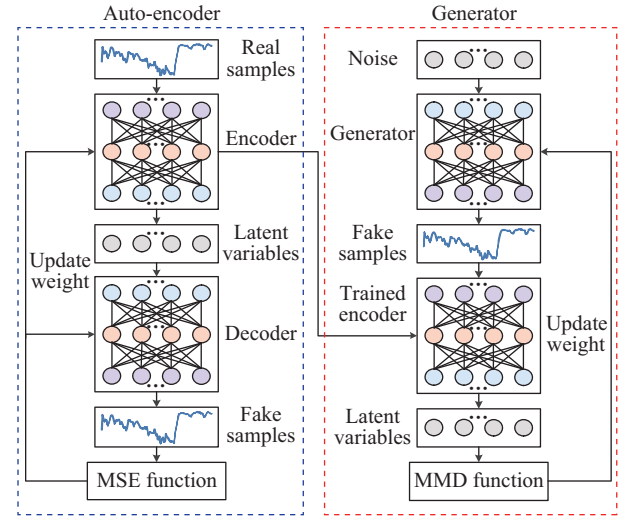 Auto-encoder
Real
samples
Encoder
Latent
variables
Update
weight
Decoder
Fake
samples
MSE function
Generator
Noise
Generator
Fake
samples
Trained
encoder
Update
weight
Latent
variables
MMD function